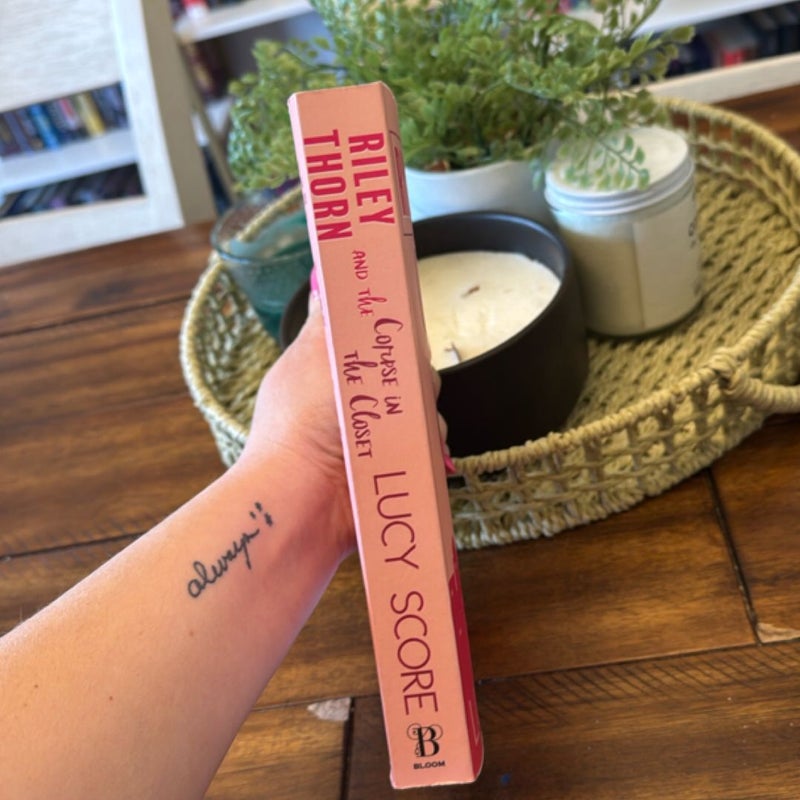 RILEY
THORN
AND the
CORPSE IN
the CLOSET
LUCY SCORE
B
BLOOM
always"